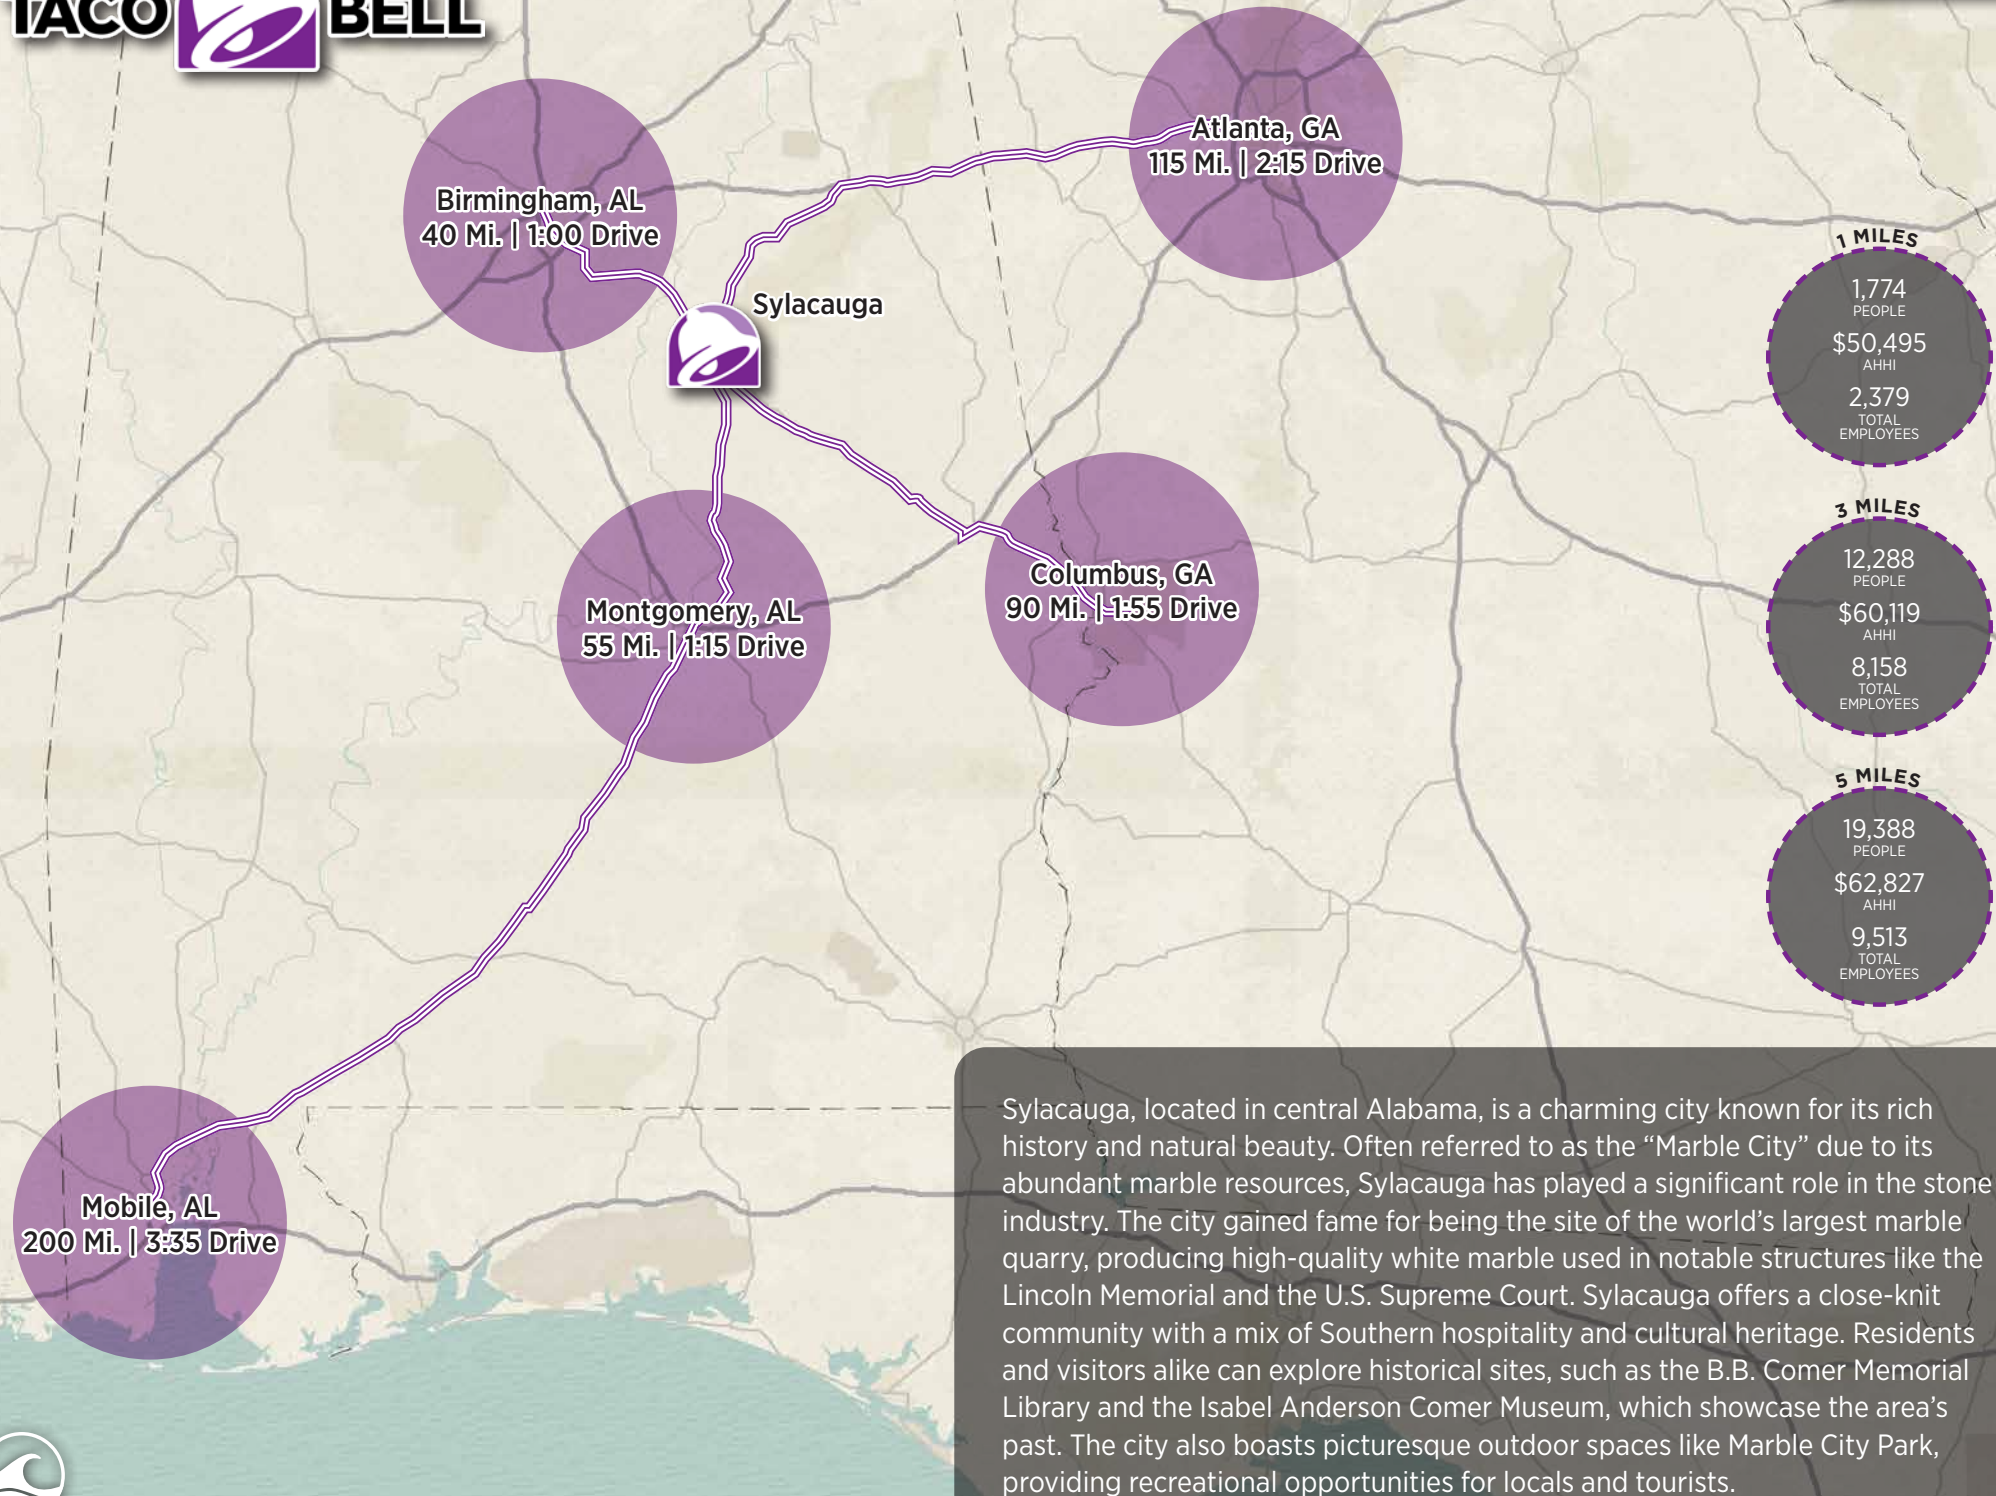 TACO BELL
Birmingham, AL
40 Mi. | 1:00 Drive
Atlanta, GA
115 Mi. | 2:15 Drive
Sylacauga
Montgomery, AL
55 Mi. | 1:15 Drive
Columbus, GA
90 Mi. | 1:55 Drive
Mobile, AL
200 Mi. | 3:35 Drive
1 MILES
1,774
PEOPLE
$50,495
AHHI
2,379
TOTAL
EMPLOYEES
3 MILES
12,288
PEOPLE
$60,119
AHHI
8,158
TOTAL
EMPLOYEES
5 MILES
19,388
PEOPLE
$62,827
AHHI
9,513
TOTAL
EMPLOYEES
Sylacauga, located in central Alabama, is a charming city known for its rich
history and natural beauty. Often referred to as the “Marble City” due to its
abundant marble resources, Sylacauga has played a significant role in the stone
industry. The city gained fame for being the site of the world’s largest marble
quarry, producing high-quality white marble used in notable structures like the
Lincoln Memorial and the U.S. Supreme Court. Sylacauga offers a close-knit
community with a mix of Southern hospitality and cultural heritage. Residents
and visitors alike can explore historical sites, such as the B.B. Comer Memorial
Library and the Isabel Anderson Comer Museum, which showcase the area’s
past. The city also boasts picturesque outdoor spaces like Marble City Park,
providing recreational opportunities for locals and tourists.